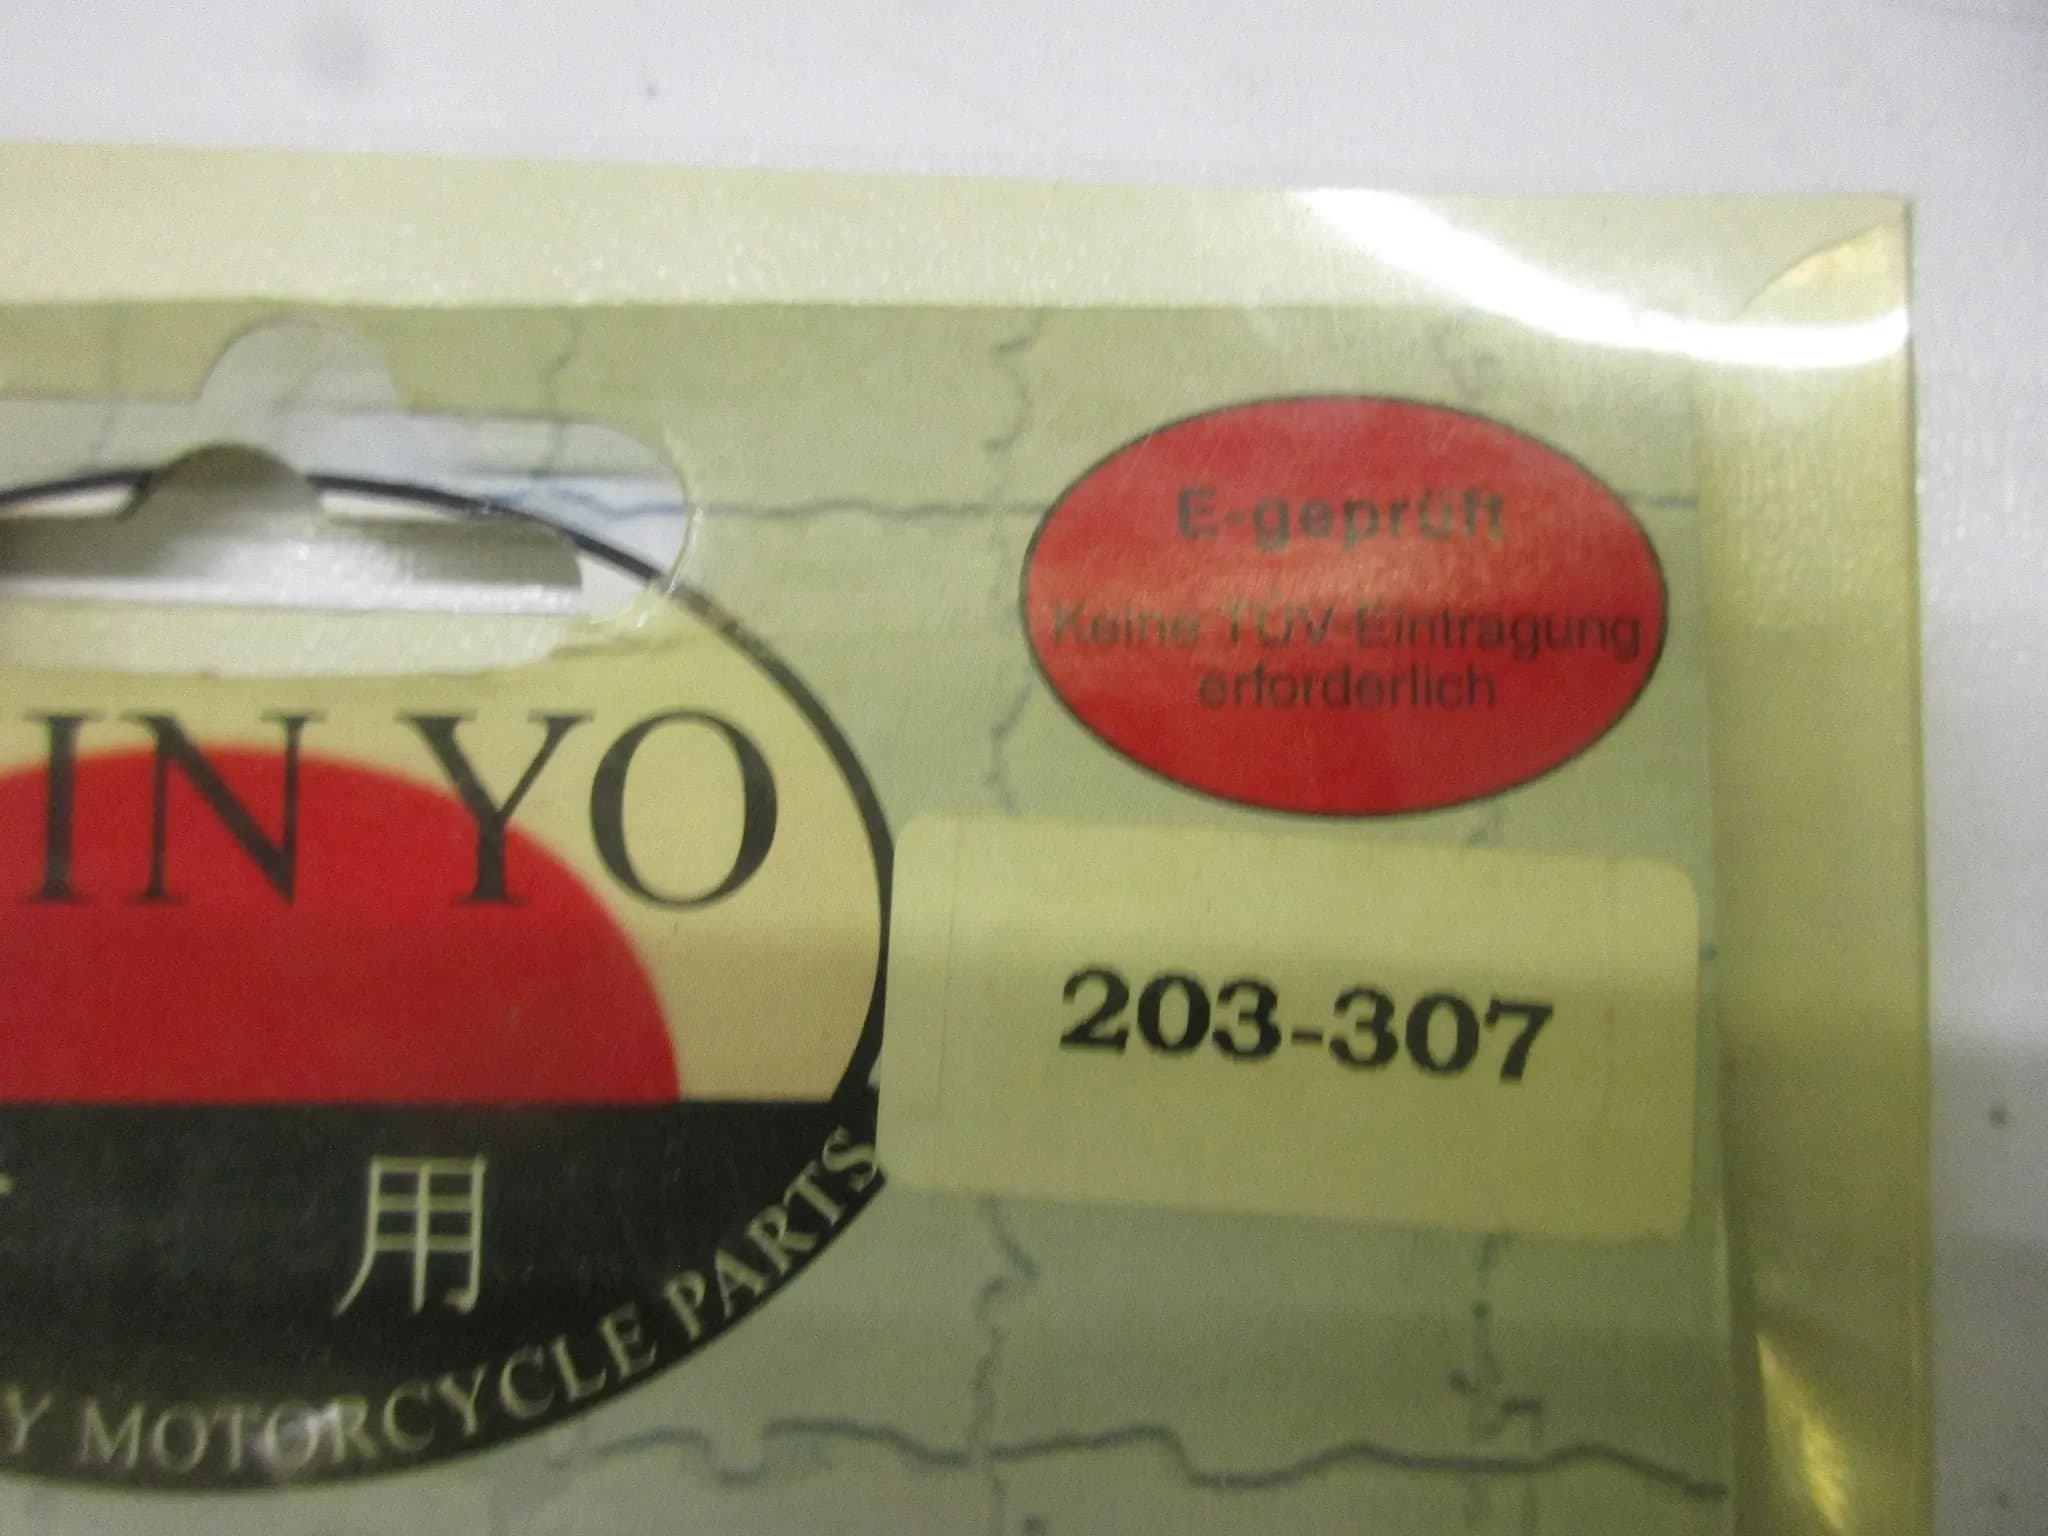 E-geprüft
Keine TÜV-Eintragung
erforderlich
IN YO
203-307
用
Y MOTORCYCLE PARTS